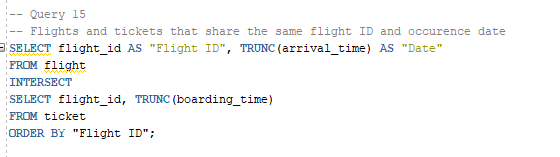 -- Query 15
-- Flights and tickets that share the same flight ID and occurence date
SELECT flight_id AS "Flight ID", TRUNC(arrival_time) AS "Date"
FROM flight
INTERSECT
SELECT flight_id, TRUNC(boarding_time)
FROM ticket
ORDER BY "Flight ID";